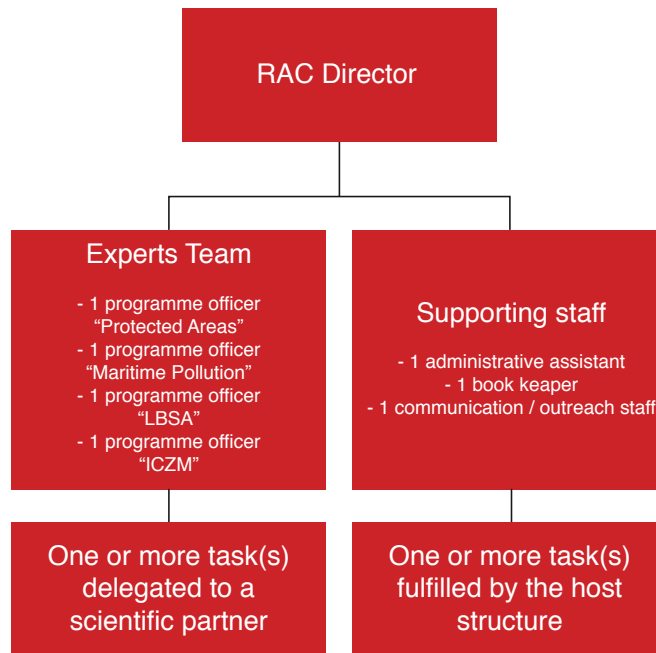 RAC Director
Experts Team
- 1 programme officer
“Protected Areas”
- 1 programme officer
“Maritime Pollution”
- 1 programme officer
“LBSA”
- 1 programme officer
“ICZM”
Supporting staff
- 1 administrative assistant
- 1 book keaper
- 1 communication / outreach staff
One or more task(s)
delegated to a
scientific partner
One or more task(s)
fulfilled by the host
structure